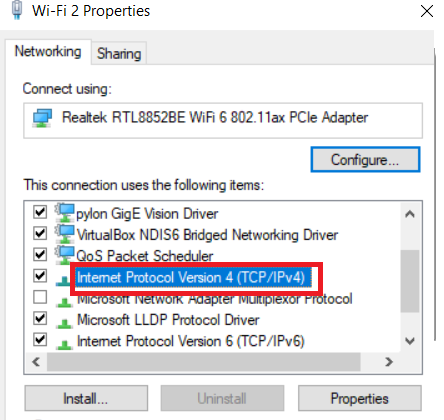 Wi-Fi 2 Properties
Networking
Sharing
Connect using:
Realtek RTL8852BE WiFi 6 802.11ax PCIe Adapter
Configure...
This connection uses the following items:
pylon GigE Vision Driver
VirtualBox NDIS6 Bridged Networking Driver
QoS Packet Scheduler
Internet Protocol Version 4 (TCP/IPv4)
Microsoft Network Adapter Multiplexor Protocol
Microsoft LLDP Protocol Driver
Internet Protocol Version 6 (TCP/IPv6)
Install...
Uninstall
Properties